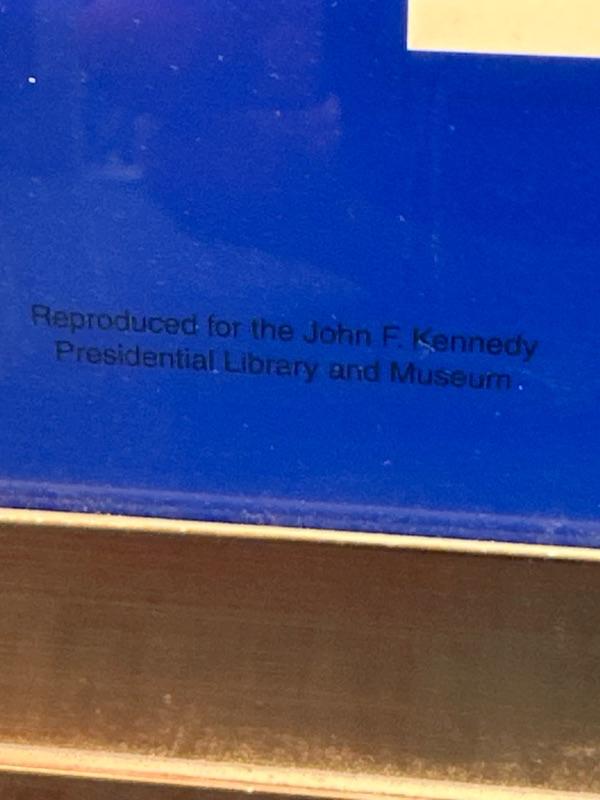 Reproduced for the John F. Kennedy
Presidential Library and Museum